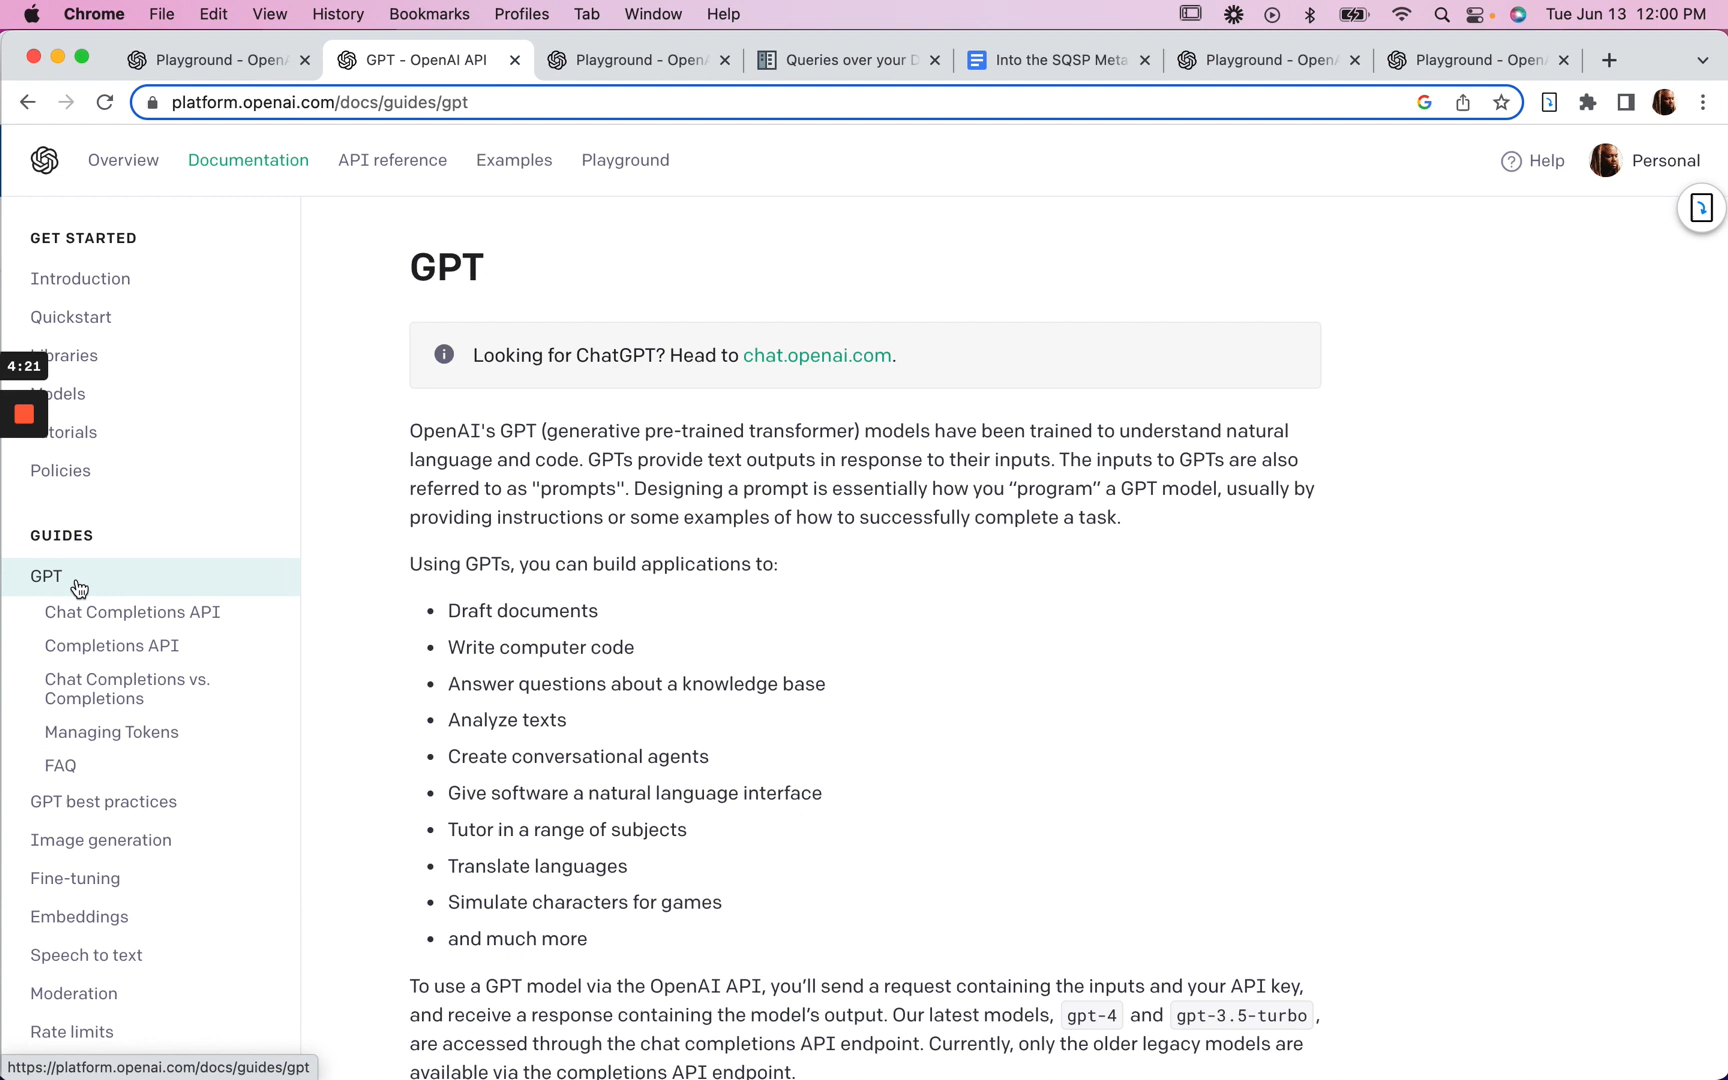 Chrome File Edit View History Bookmarks Profiles Tab Window Help Tue Jun 13 12:00 PM
Playground - Open GPT - OpenAI API Playground - Open Queries over your D Into the SQSP Meta Playground - Open Playground - Open
platform.openai.com/docs/guides/gpt
Overview Documentation API reference Examples Playground Help Personal
GET STARTED
Introduction
Quickstart
braries
4:21
dels
torials
Policies
GUIDES
GPT
Chat Completions API
Completions API
Chat Completions vs.
Completions
Managing Tokens
FAQ
GPT best practices
Image generation
Fine-tuning
Embeddings
Speech to text
Moderation
Rate limits
https://platform.openai.com/docs/guides/gpt
GPT
Looking for ChatGPT? Head to chat.openai.com.
OpenAI's GPT (generative pre-trained transformer) models have been trained to understand natural
language and code. GPTs provide text outputs in response to their inputs. The inputs to GPTs are also
referred to as "prompts". Designing a prompt is essentially how you “program” a GPT model, usually by
providing instructions or some examples of how to successfully complete a task.
Using GPTs, you can build applications to:
• Draft documents
• Write computer code
• Answer questions about a knowledge base
• Analyze texts
• Create conversational agents
• Give software a natural language interface
• Tutor in a range of subjects
• Translate languages
• Simulate characters for games
• and much more
To use a GPT model via the OpenAI API, you’ll send a request containing the inputs and your API key,
and receive a response containing the model’s output. Our latest models, gpt-4 and gpt-3.5-turbo ,
are accessed through the chat completions API endpoint. Currently, only the older legacy models are
available via the completions API endpoint.